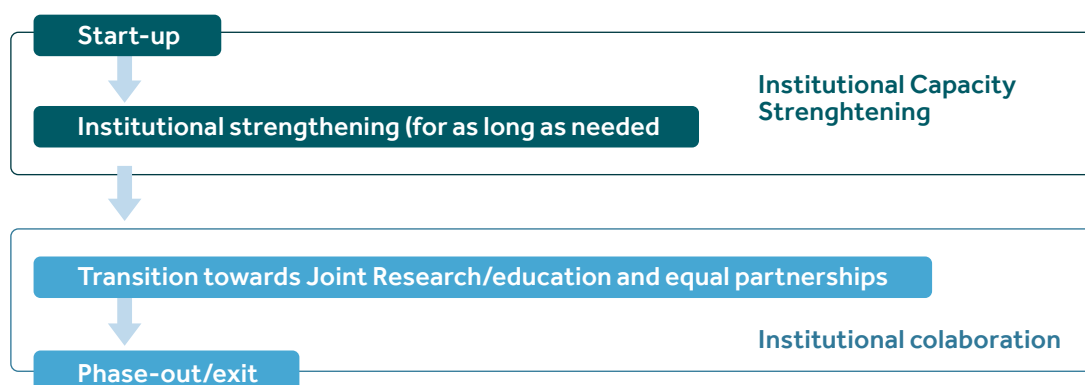 Start-up
Institutional Capacity
Strenghtening
Institutional strengthening (for as long as needed
Transition towards Joint Research/education and equal partnerships
Institutional colaboration
Phase-out/exit